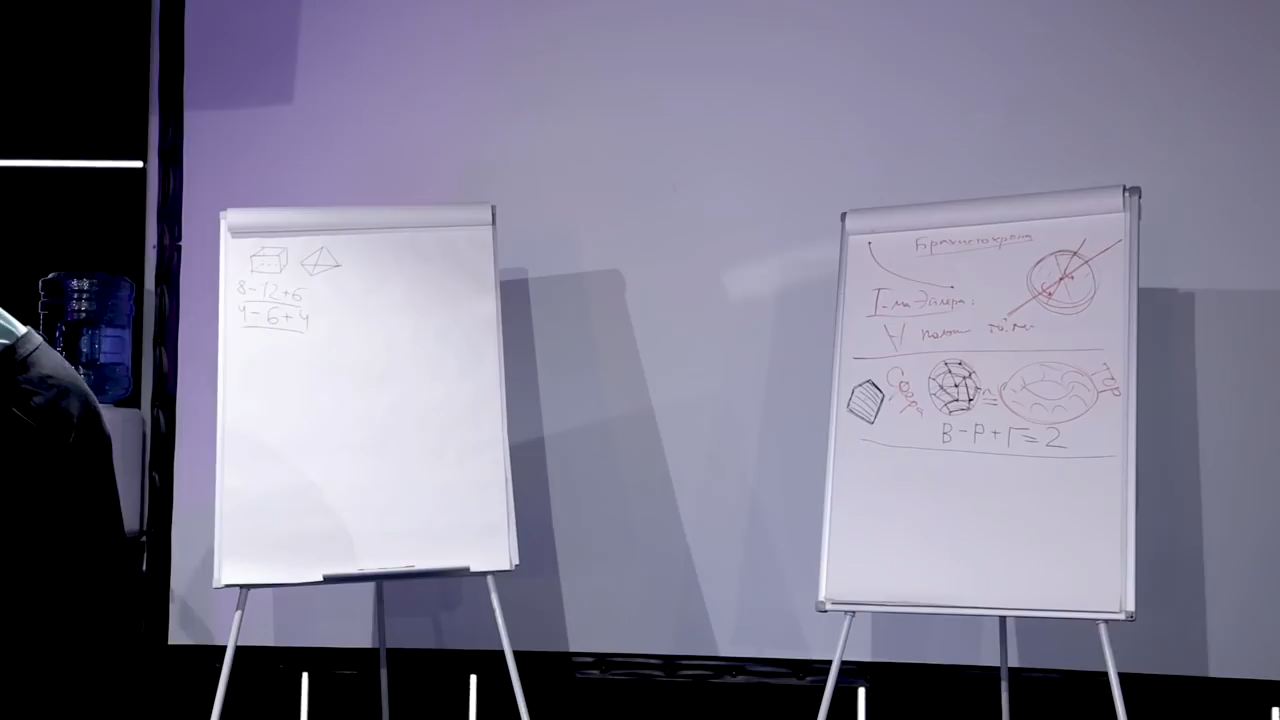 8-12+6
4-6+4
Брахистохрона
Т-ма Эйлера:
∀
Сфера
≅
ТОР
В-Р+Г=2